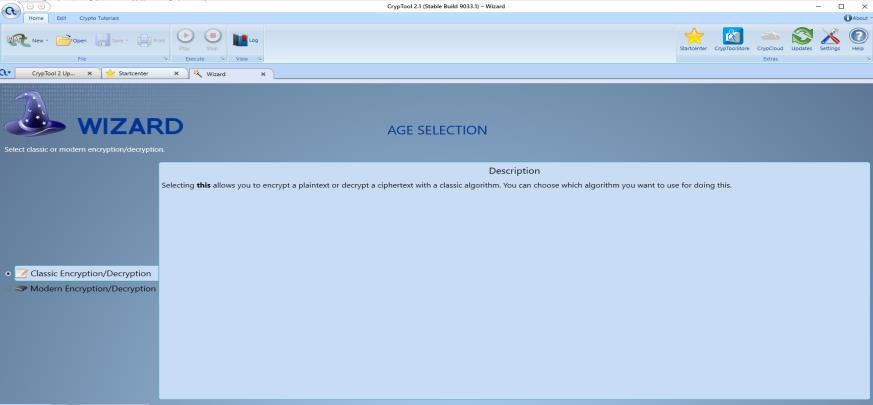 CrypTool 2.1 (Stable Build 9033.1) – Wizard
Home Edit Crypto Tutorials
About
New Open Save Print Play Stop Log
Startcenter CrypToolStore CrypCloud Updates Settings Help
File Execute View Extras
CrypTool 2 Up... Startcenter Wizard
WIZARD
AGE SELECTION
Select classic or modern encryption/decryption.
Description
Selecting this allows you to encrypt a plaintext or decrypt a ciphertext with a classic algorithm. You can choose which algorithm you want to use for doing this.
Classic Encryption/Decryption
Modern Encryption/Decryption